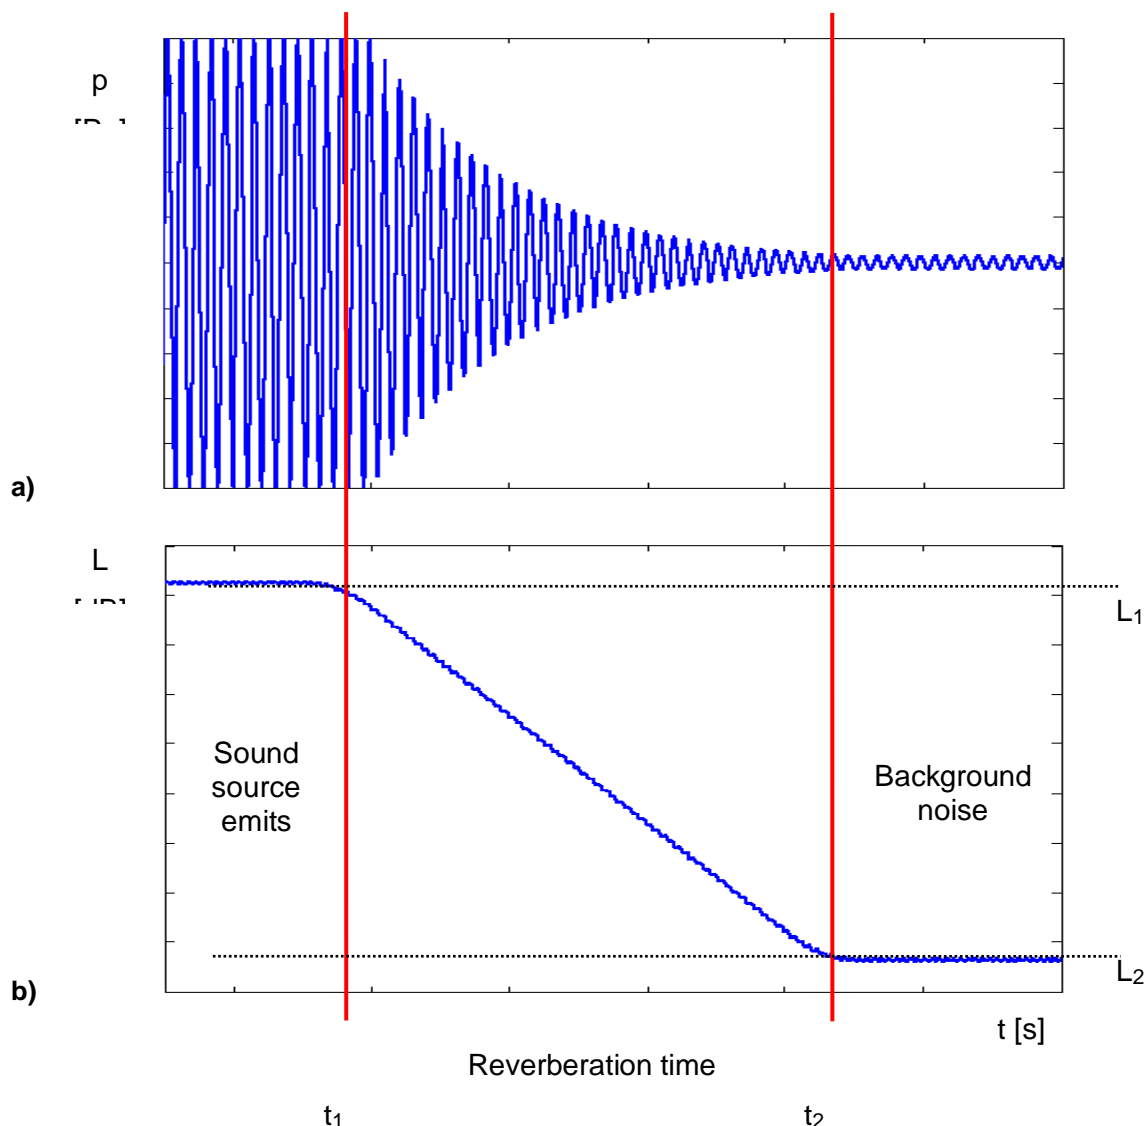 p
a)
L
L1
Sound
source
emits
Background
noise
L2
b)
t [s]
Reverberation time
t1
t2